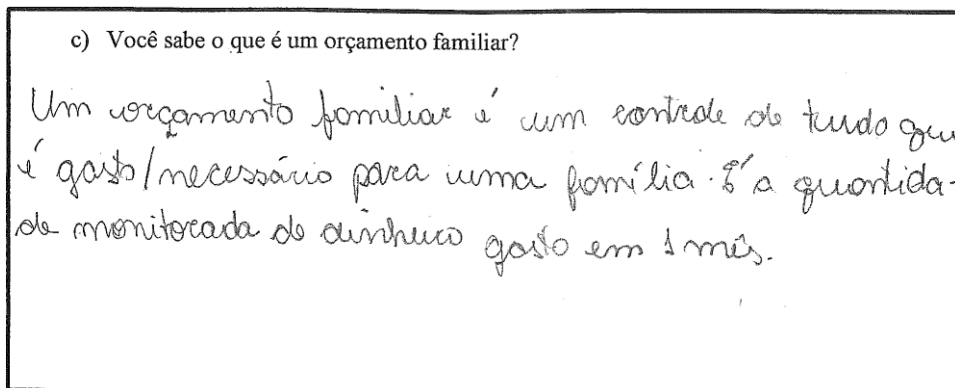 c) Você sabe o que é um orçamento familiar?
Um orçamento familiar é um controle de tudo que
é gasto/necessário para uma família. É a quantida-
de monitorada de dinheiro gasto em 1 mês.